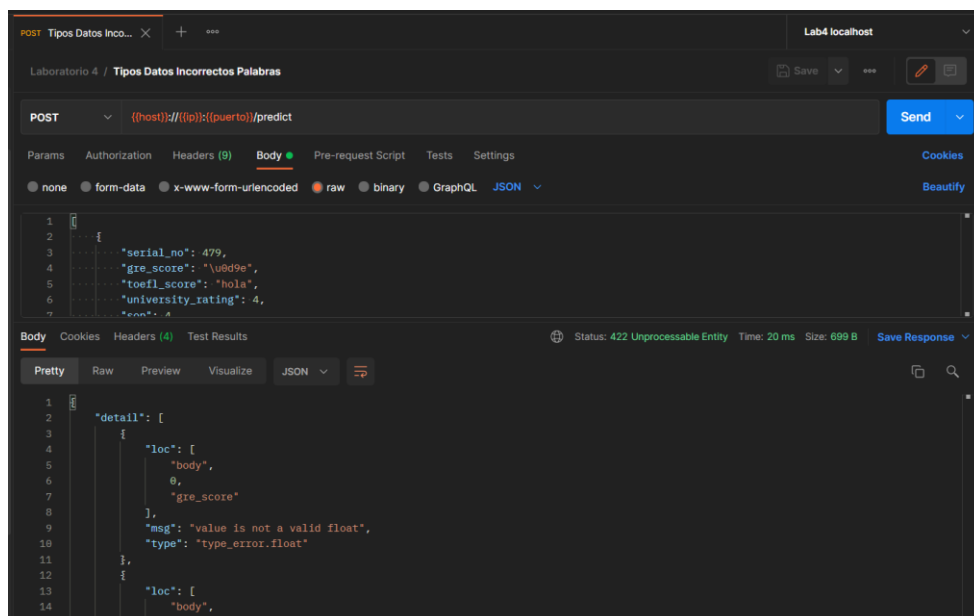 POST Tipos Datos Inco...
Lab4 localhost
Laboratorio 4 / Tipos Datos Incorrectos Palabras
Save
POST
{{host}}://{{ip}}:{{puerto}}/predict
Send
Params Authorization Headers (9) Body Pre-request Script Tests Settings
Cookies
none form-data x-www-form-urlencoded raw binary GraphQL JSON
Beautify
1 [
2 {
3 "serial_no": 479,
4 "gre_score": "\u0d9e",
5 "toefl_score": "hola",
6 "university_rating": 4,
7 "sop": 4
Body Cookies Headers (4) Test Results
Status: 422 Unprocessable Entity Time: 20 ms Size: 699 B Save Response
Pretty Raw Preview Visualize JSON
1 {
2 "detail": [
3 {
4 "loc": [
5 "body",
6 0,
7 "gre_score"
8 ],
9 "msg": "value is not a valid float",
10 "type": "type_error.float"
11 },
12 {
13 "loc": [
14 "body",